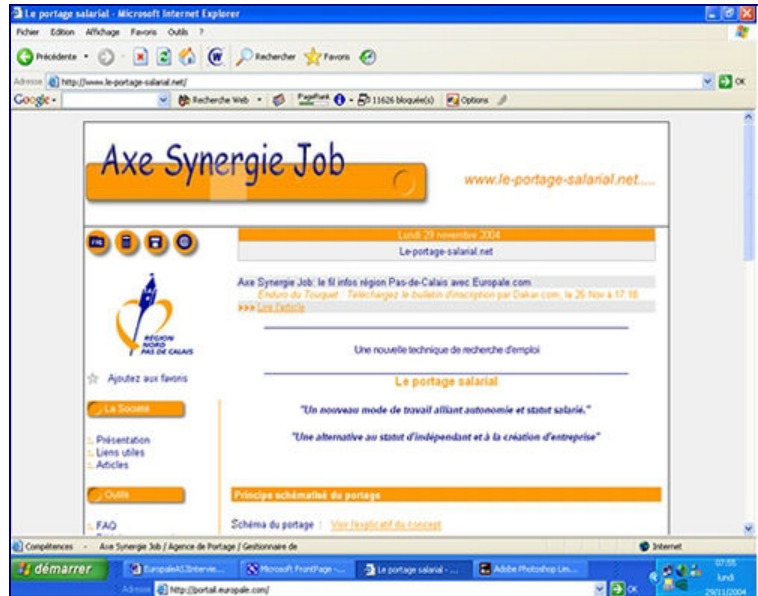 Le portage salarial - Microsoft Internet Explorer
Fichier Edition Affichage Favoris Outils ?
Précédente Rechercher Favoris
Adresse http://www.le-portage-salarial.net/ OK
Google Recherche Web PageRank 11626 bloquée(s) Options
Axe Synergie Job
www.le-portage-salarial.net.....
Lundi 29 novembre 2004
Le-portage-salarial.net
Axe Synergie Job: le fil infos région Pas-de-Calais avec Europale.com
Enduro du Touquet : Téléchargez le bulletin d'inscription par Dakar.com, le 26 Nov à 17:18
>>> Lire l'article
RÉGION
NORD
PAS DE CALAIS
Une nouvelle technique de recherche d'emploi
Ajoutez aux favoris
Le portage salarial
La Société
"Un nouveau mode de travail alliant autonomie et statut salarié."
"Une alternative au statut d'indépendant et à la création d'entreprise"
Présentation
Liens utiles
Articles
Outils
Principe schématisé du portage
FAQ
Schéma du portage : Voir l'explicatif du concept
Compétences - Axe Synergie Job / Agence de Portage / Gestionnaire de Internet
démarrer EuropaleAS3Intervie... Microsoft FrontPage -... Le portage salarial - ... Adobe Photoshop Lim... 07:55
lundi
Adresse http://portail.europale.com/ OK 29/11/2004